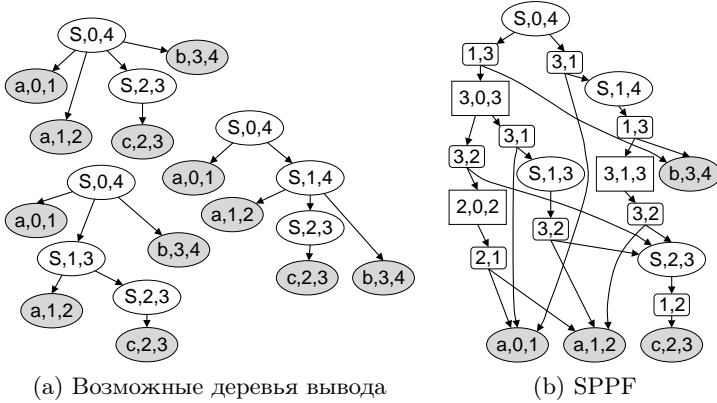 S,0,4
a,0,1
b,3,4
S,2,3
a,1,2
c,2,3
S,0,4
a,0,1
S,1,4
a,1,2
S,2,3
c,2,3
b,3,4
S,0,4
a,0,1
b,3,4
S,1,3
a,1,2
S,2,3
c,2,3
(a) Возможные деревья вывода
S,0,4
1,3
3,1
3,0,3
S,1,4
3,1
1,3
3,2
S,1,3
3,1,3
b,3,4
2,0,2
3,2
3,2
2,1
S,2,3
1,2
a,0,1
a,1,2
c,2,3
(b) SPPF